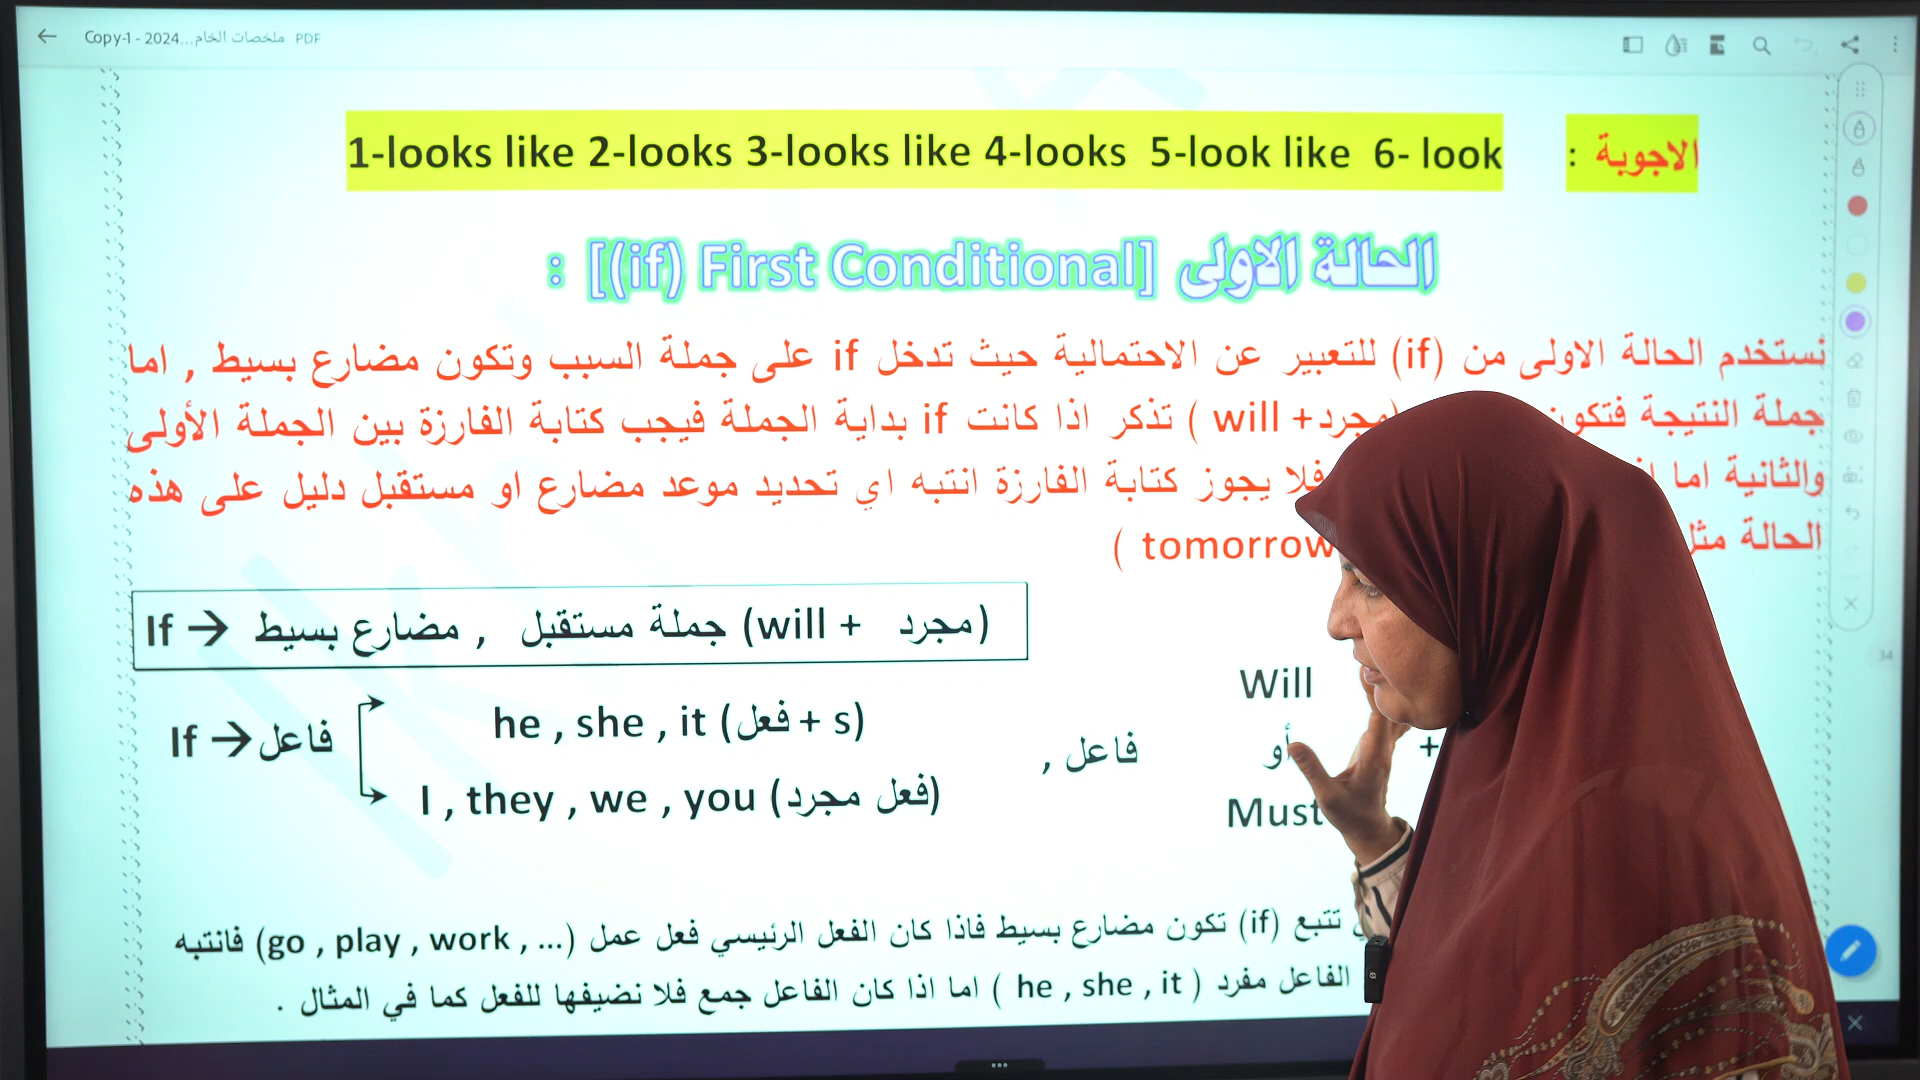 Copy-1 - 2024...ملخصات الخام PDF
الاجوبة : 1-looks like 2-looks 3-looks like 4-looks 5-look like 6- look
الحالة الاولى [First Conditional (if)] :
نستخدم الحالة الاولى من (if) للتعبير عن الاحتمالية حيث تدخل if على جملة السبب وتكون مضارع بسيط , اما
جملة النتيجة فتكون (مجرد+ will ) تذكر اذا كانت if بداية الجملة فيجب كتابة الفارزة بين الجملة الأولى
والثانية اما فلا يجوز كتابة الفارزة انتبه اي تحديد موعد مضارع او مستقبل دليل على هذه
الحالة مثل tomorrow )
If → مضارع بسيط , جملة مستقبل (will + مجرد)
If → فاعل
he , she , it (فعل + s)
I , they , we , you (فعل مجرد)
, فاعل
Will
أو
Must
+
34
تتبع (if) تكون مضارع بسيط فاذا كان الفعل الرئيسي فعل عمل (go , play , work , ...) فانتبه
الفاعل مفرد ( he , she , it ) اما اذا كان الفاعل جمع فلا نضيفها للفعل كما في المثال .